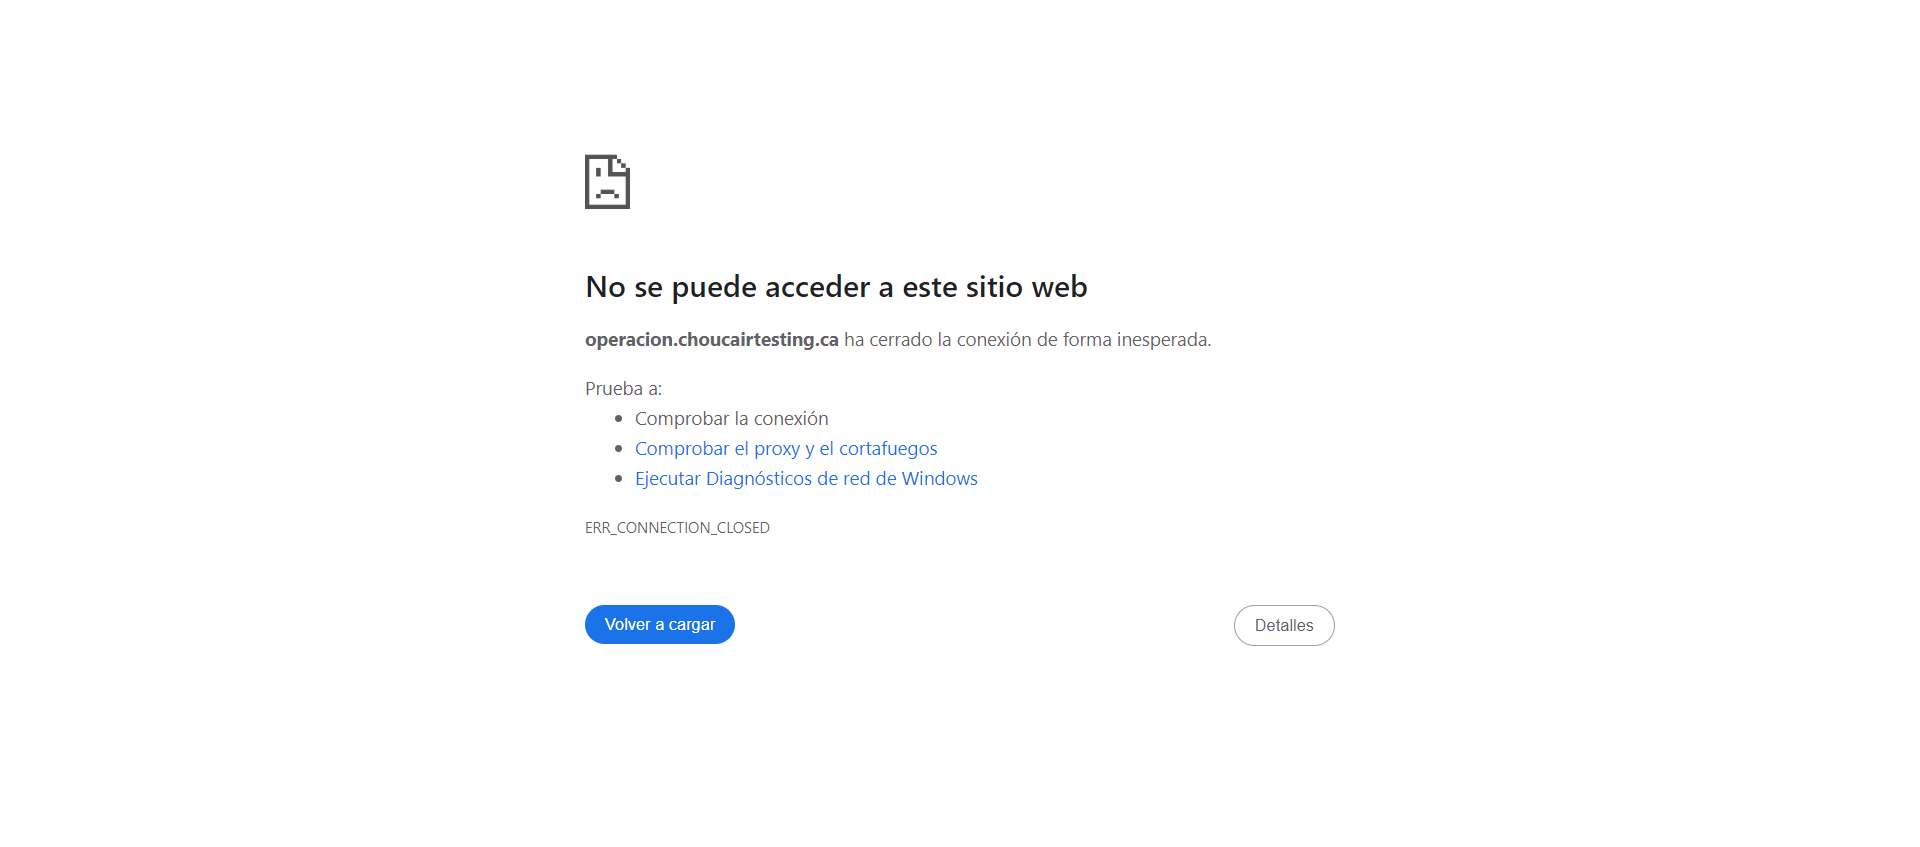 No se puede acceder a este sitio web
operacion.choucairtesting.ca ha cerrado la conexión de forma inesperada.
Prueba a:
Comprobar la conexión
Comprobar el proxy y el cortafuegos
Ejecutar Diagnósticos de red de Windows
ERR_CONNECTION_CLOSED
Volver a cargar
Detalles